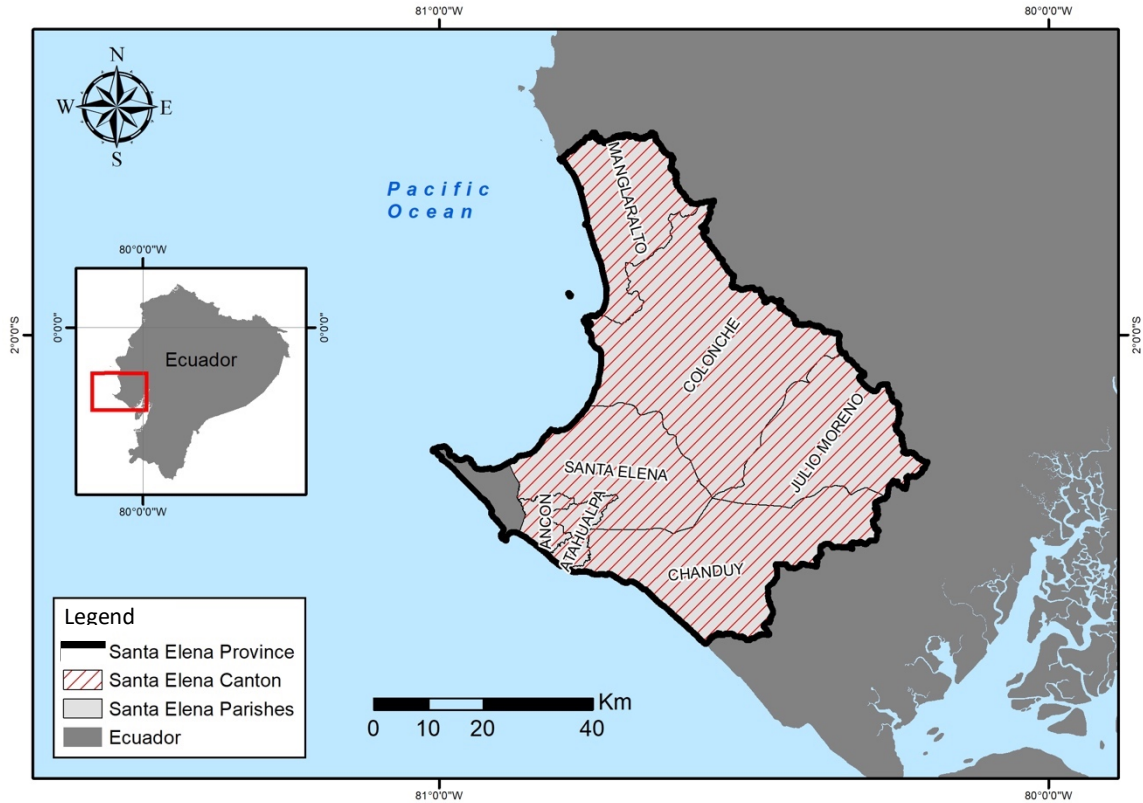 81°0'0"W
80°0'0"W
N
W
E
S
Pacific
Ocean
MANGLARALTO
80°0'0"W
2°0'0"S
2°0'0"S
0°0'0"
0°0'0"
Ecuador
COLONCHE
JULIO MORENO
SANTA ELENA
ANCON
ATAHUALPA
80°0'0"W
CHANDUY
Legend
Santa Elena Province
Santa Elena Canton
Santa Elena Parishes
Ecuador
Km
0 10 20 40
81°0'0"W
80°0'0"W